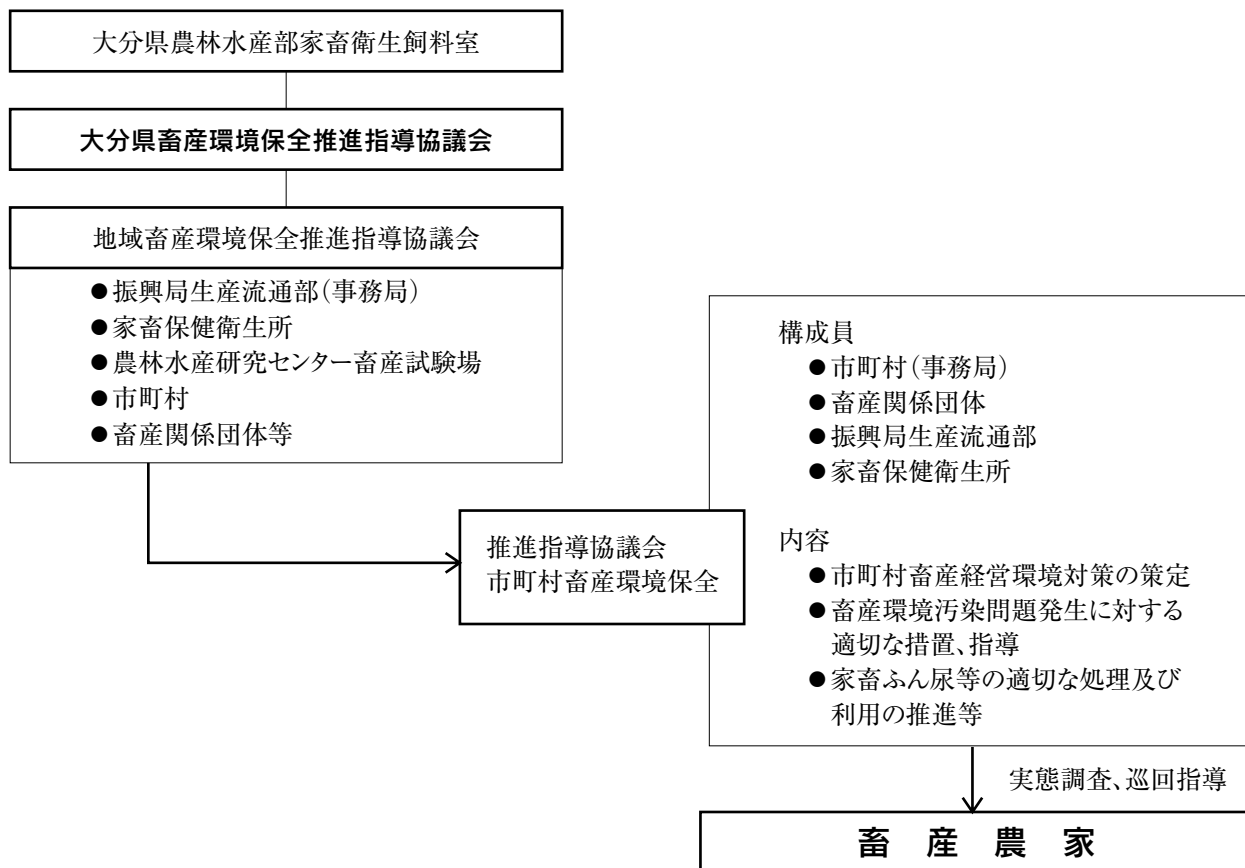 大分県農林水産部家畜衛生飼料室
大分県畜産環境保全推進指導協議会
地域畜産環境保全推進指導協議会
●振興局生産流通部(事務局)
●家畜保健衛生所
●農林水産研究センター畜産試験場
●市町村
●畜産関係団体等
推進指導協議会
市町村畜産環境保全
構成員
●市町村(事務局)
●畜産関係団体
●振興局生産流通部
●家畜保健衛生所
内容
●市町村畜産経営環境対策の策定
●畜産環境汚染問題発生に対する
適切な措置、指導
●家畜ふん尿等の適切な処理及び
利用の推進等
実態調査、巡回指導
畜産農家